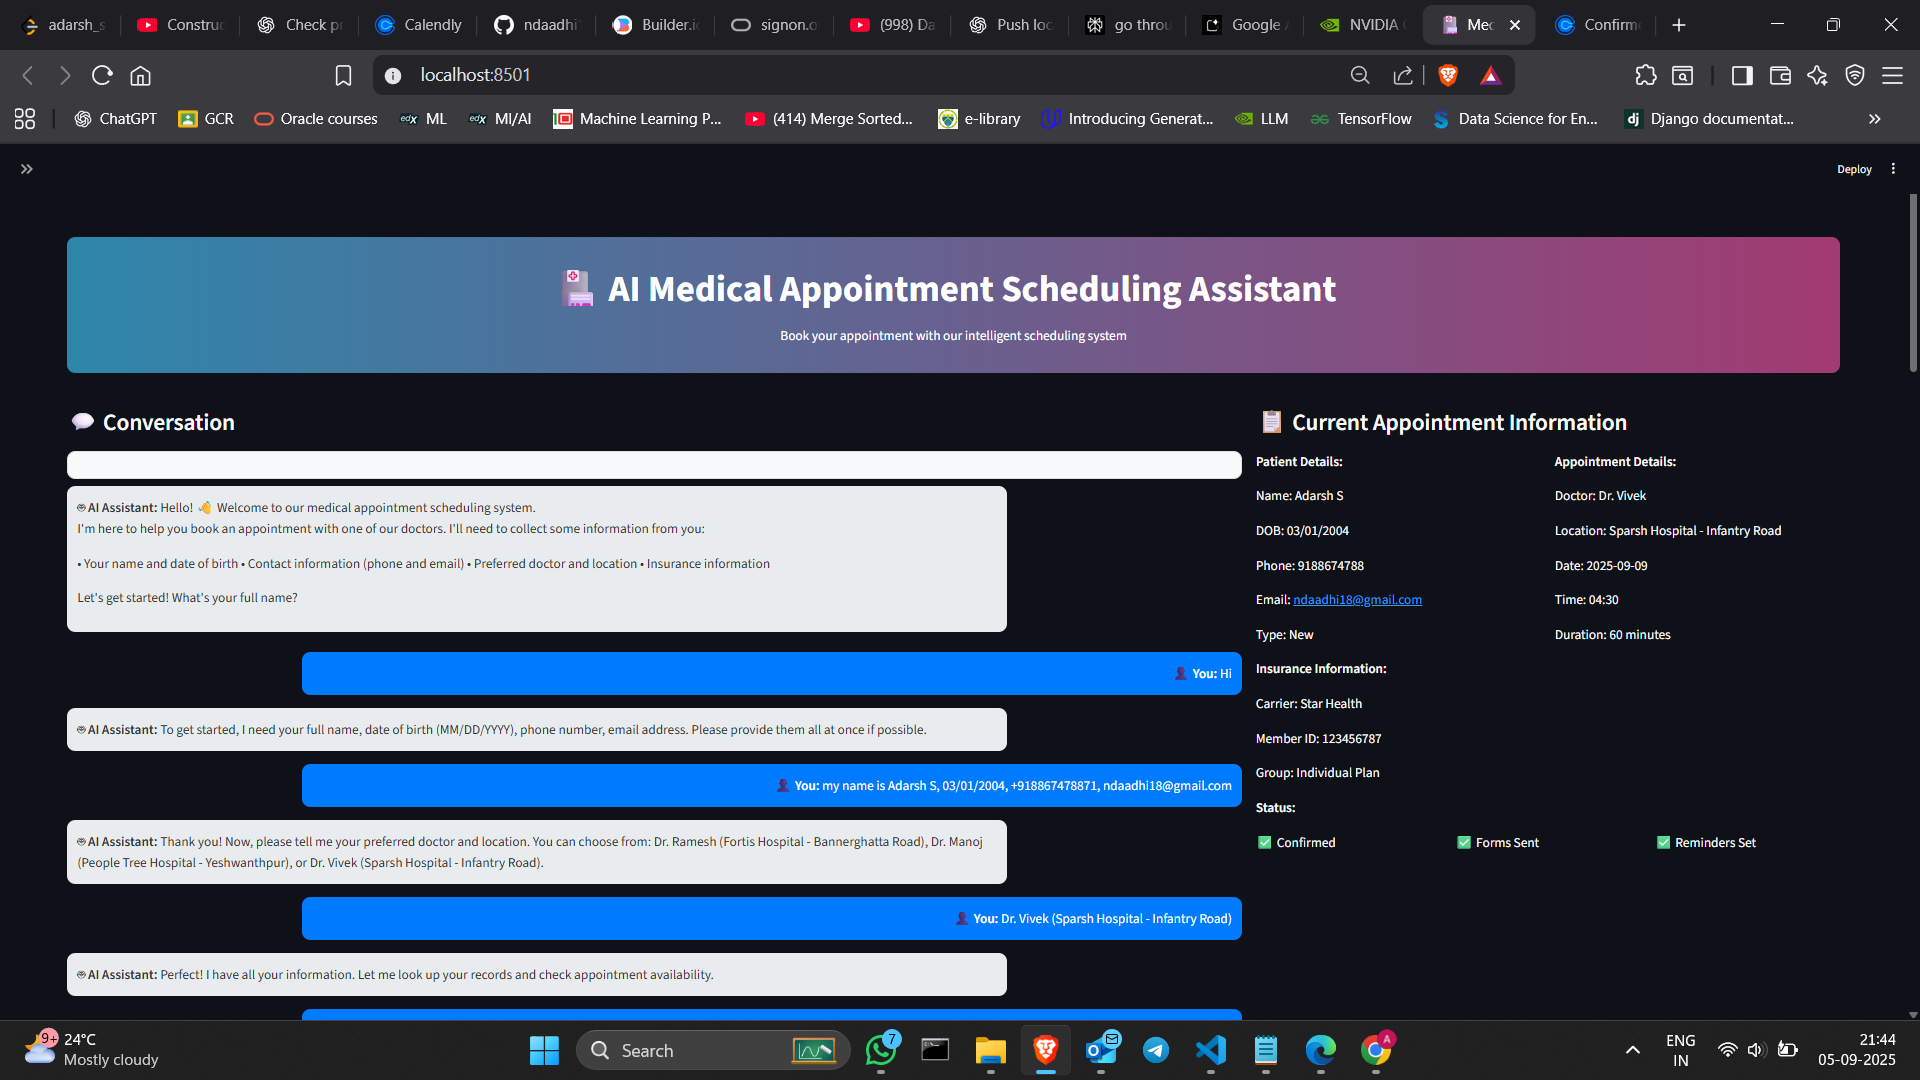 adarsh_s
Construc
Check pr
Calendly
ndaadhi
Builder.i
signon.o
(998) Da
Push loc
go throu
Google
NVIDIA
Med
Confirme
localhost:8501
ChatGPT
GCR
Oracle courses
edx ML
edx Ml/AI
Machine Learning P...
(414) Merge Sorted...
e-library
Introducing Generat...
LLM
TensorFlow
Data Science for En...
dj Django documentat...
Deploy
AI Medical Appointment Scheduling Assistant
Book your appointment with our intelligent scheduling system
Conversation
AI Assistant: Hello! 👋 Welcome to our medical appointment scheduling system.
I'm here to help you book an appointment with one of our doctors. I'll need to collect some information from you:
• Your name and date of birth • Contact information (phone and email) • Preferred doctor and location • Insurance information
Let's get started! What's your full name?
You: Hi
AI Assistant: To get started, I need your full name, date of birth (MM/DD/YYYY), phone number, email address. Please provide them all at once if possible.
You: my name is Adarsh S, 03/01/2004, +918867478871, ndaadhi18@gmail.com
AI Assistant: Thank you! Now, please tell me your preferred doctor and location. You can choose from: Dr. Ramesh (Fortis Hospital - Bannerghatta Road), Dr. Manoj
(People Tree Hospital - Yeshwanthpur), or Dr. Vivek (Sparsh Hospital - Infantry Road).
You: Dr. Vivek (Sparsh Hospital - Infantry Road)
AI Assistant: Perfect! I have all your information. Let me look up your records and check appointment availability.
Current Appointment Information
Patient Details:
Name: Adarsh S
DOB: 03/01/2004
Phone: 9188674788
Email: ndaadhi18@gmail.com
Type: New
Insurance Information:
Carrier: Star Health
Member ID: 123456787
Group: Individual Plan
Status:
✅ Confirmed
✅ Forms Sent
✅ Reminders Set
Appointment Details:
Doctor: Dr. Vivek
Location: Sparsh Hospital - Infantry Road
Date: 2025-09-09
Time: 04:30
Duration: 60 minutes
9+
24°C
Mostly cloudy
Search
7
A
ENG
IN
21:44
05-09-2025